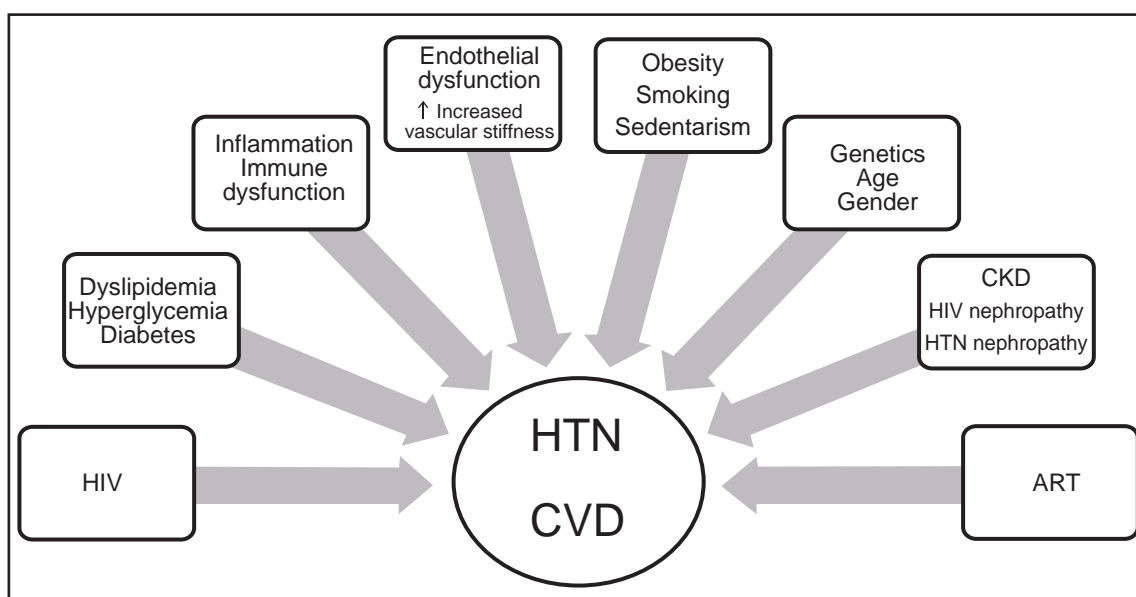 Endothelial
dysfunction
↑ Increased
vascular stiffness
Obesity
Smoking
Sedentarism
Inflammation
Immune
dysfunction
Genetics
Age
Gender
Dyslipidemia
Hyperglycemia
Diabetes
CKD
HIV nephropathy
HTN nephropathy
HIV
HTN
CVD
ART